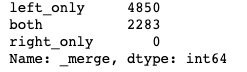 left_only     4850
both          2283
right_only       0
Name: _merge, dtype: int64